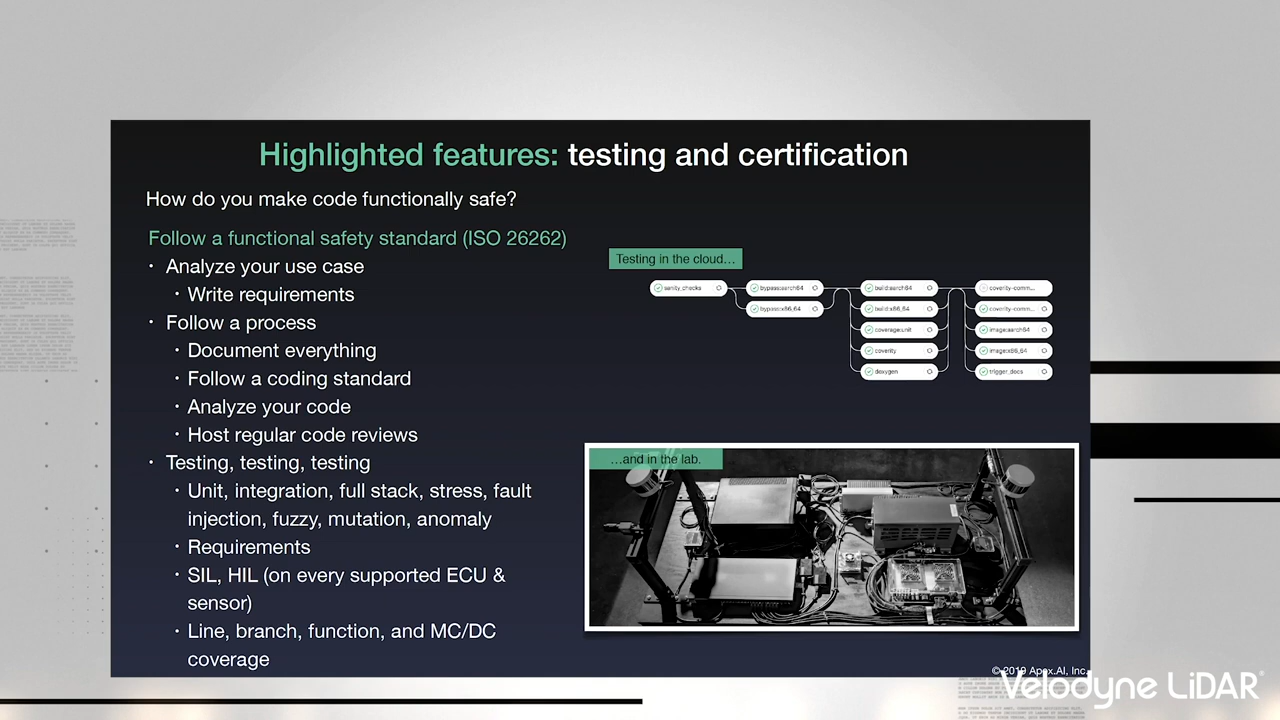 Highlighted features: testing and certification
How do you make code functionally safe?
Follow a functional safety standard (ISO 26262)
• Analyze your use case
• Write requirements
• Follow a process
• Document everything
• Follow a coding standard
• Analyze your code
• Host regular code reviews
• Testing, testing, testing
• Unit, integration, full stack, stress, fault
injection, fuzzy, mutation, anomaly
• Requirements
• SIL, HIL (on every supported ECU &
sensor)
• Line, branch, function, and MC/DC
coverage
Testing in the cloud...
sanity_checks
bypass:aarch64
bypass:x86_64
build:aarch64
build:x86_64
coverage:unit
coverity
doxygen
coverity-comm...
coverity-comm...
image:aarch64
image:x86_64
trigger_docs
...and in the lab.
© 2019 Apex.AI, Inc.
Velodyne LiDAR®